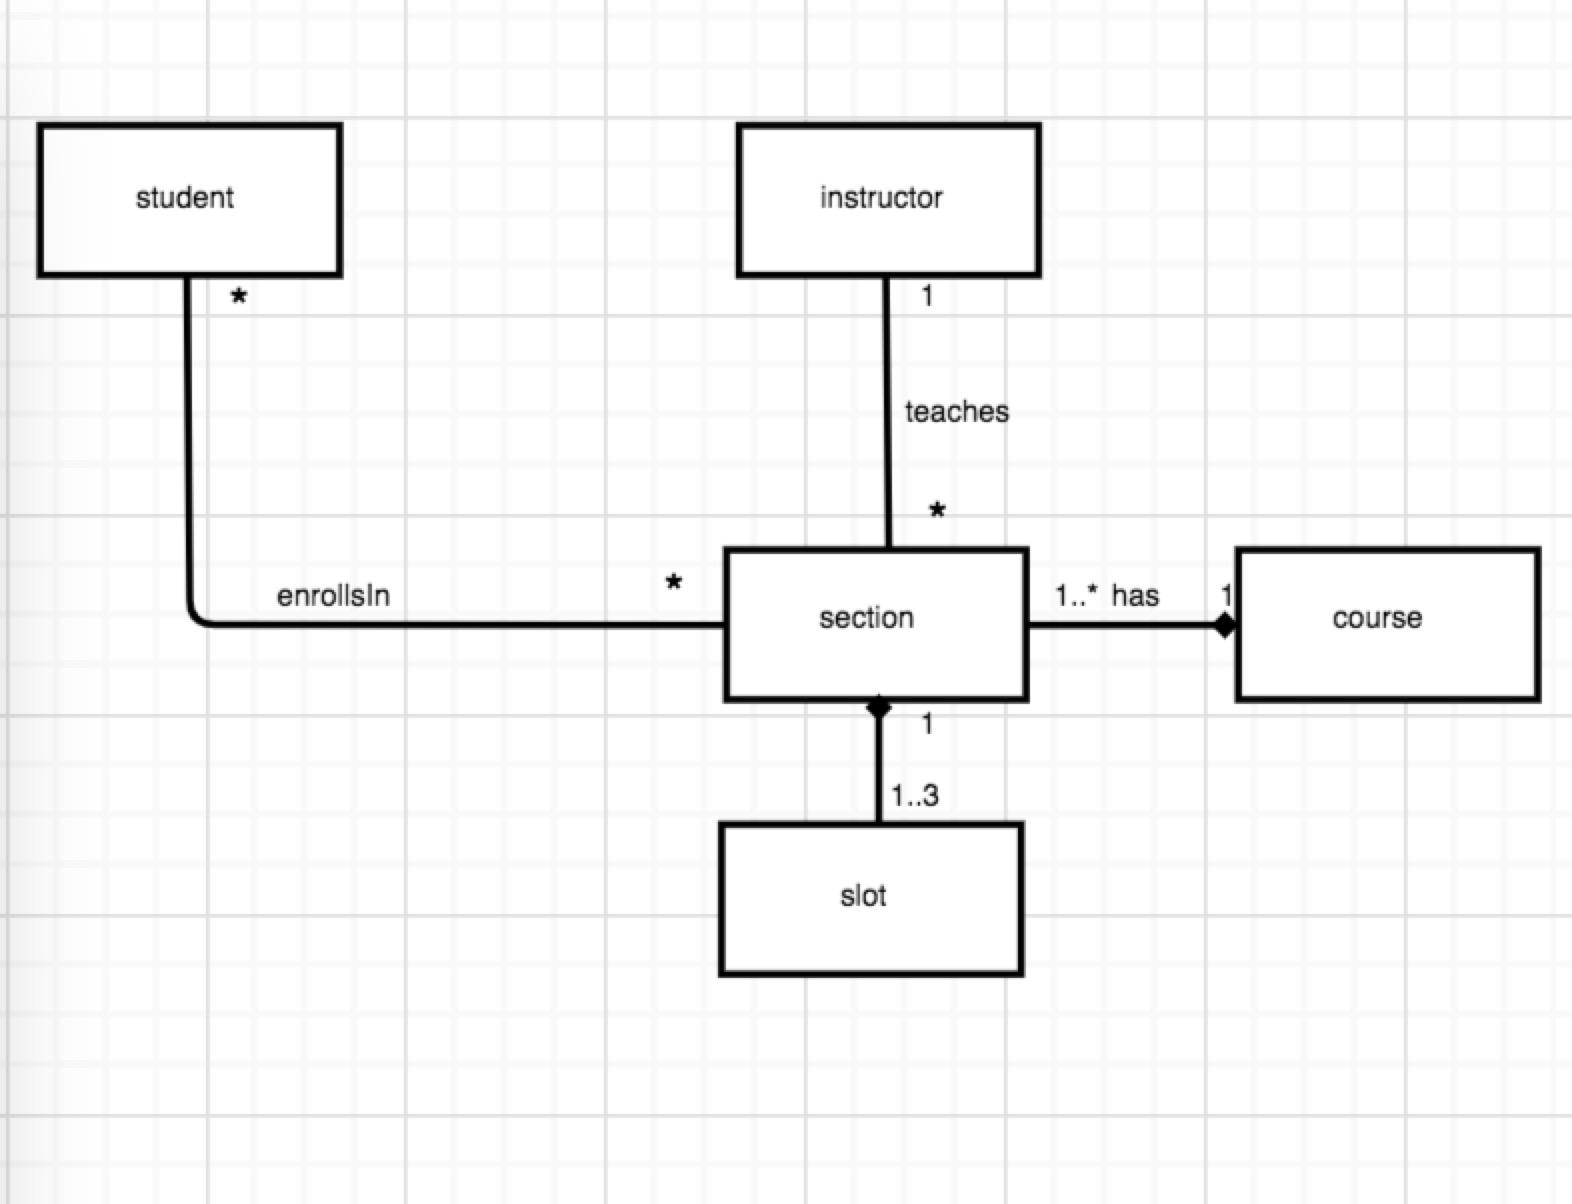 student
instructor
*
1
teaches
*
enrollsIn
*
section
1..* has
1
course
1
1..3
slot